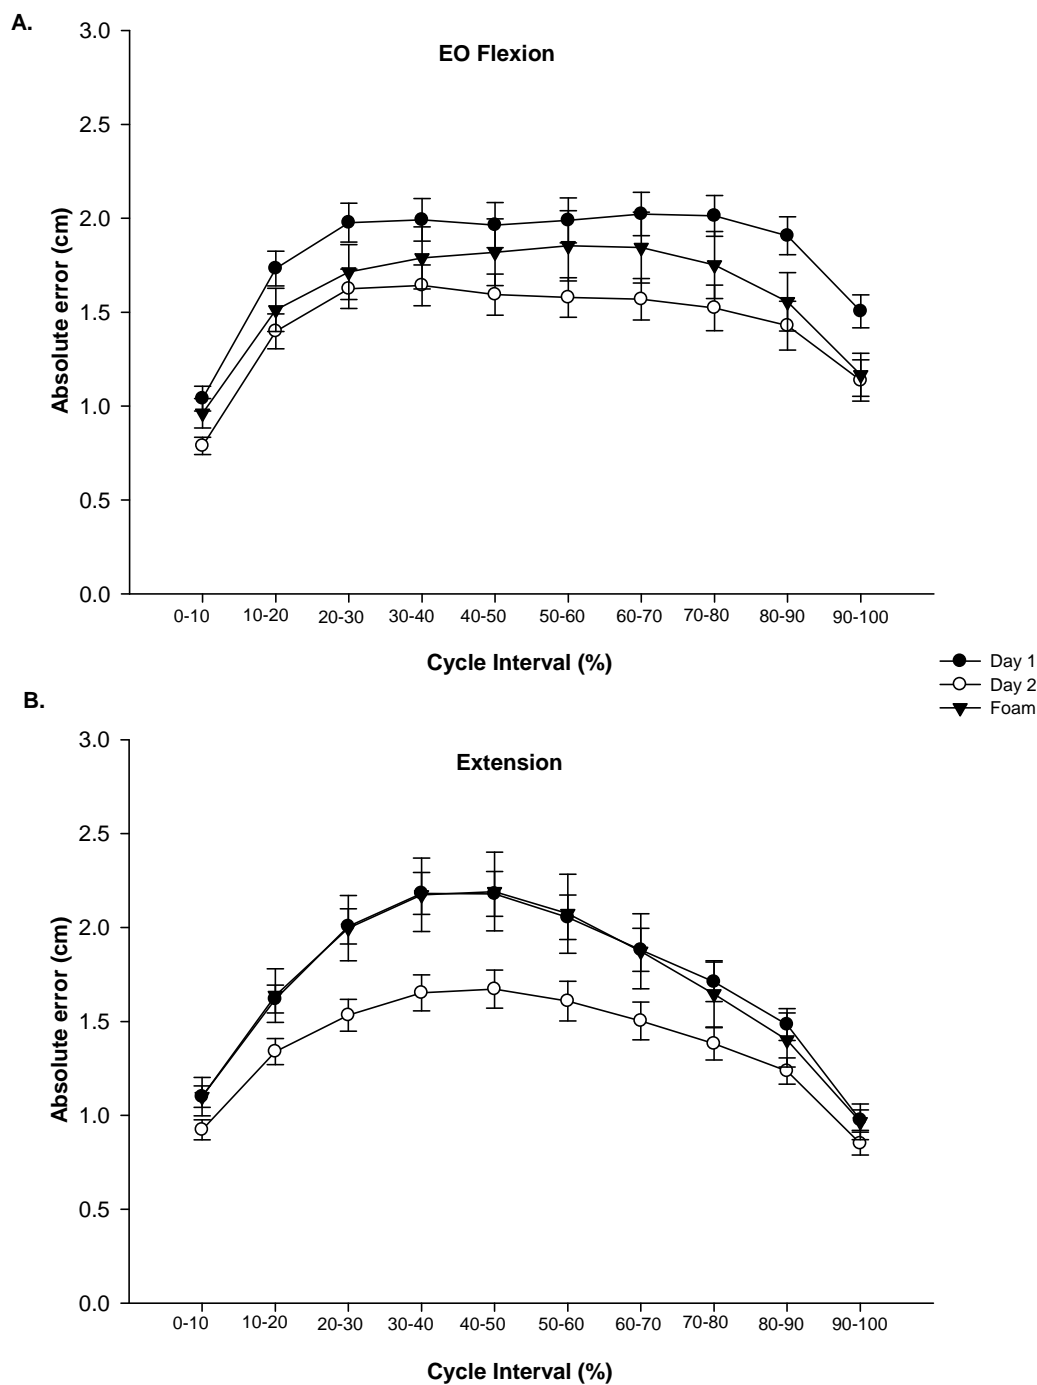 A.
EO Flexion
Absolute error (cm)
3.0
2.5
2.0
1.5
1.0
0.5
0.0
0-10 10-20 20-30 30-40 40-50 50-60 60-70 70-80 80-90 90-100
Cycle Interval (%)
Day 1
Day 2
Foam
B.
Extension
Absolute error (cm)
3.0
2.5
2.0
1.5
1.0
0.5
0.0
0-10 10-20 20-30 30-40 40-50 50-60 60-70 70-80 80-90 90-100
Cycle Interval (%)